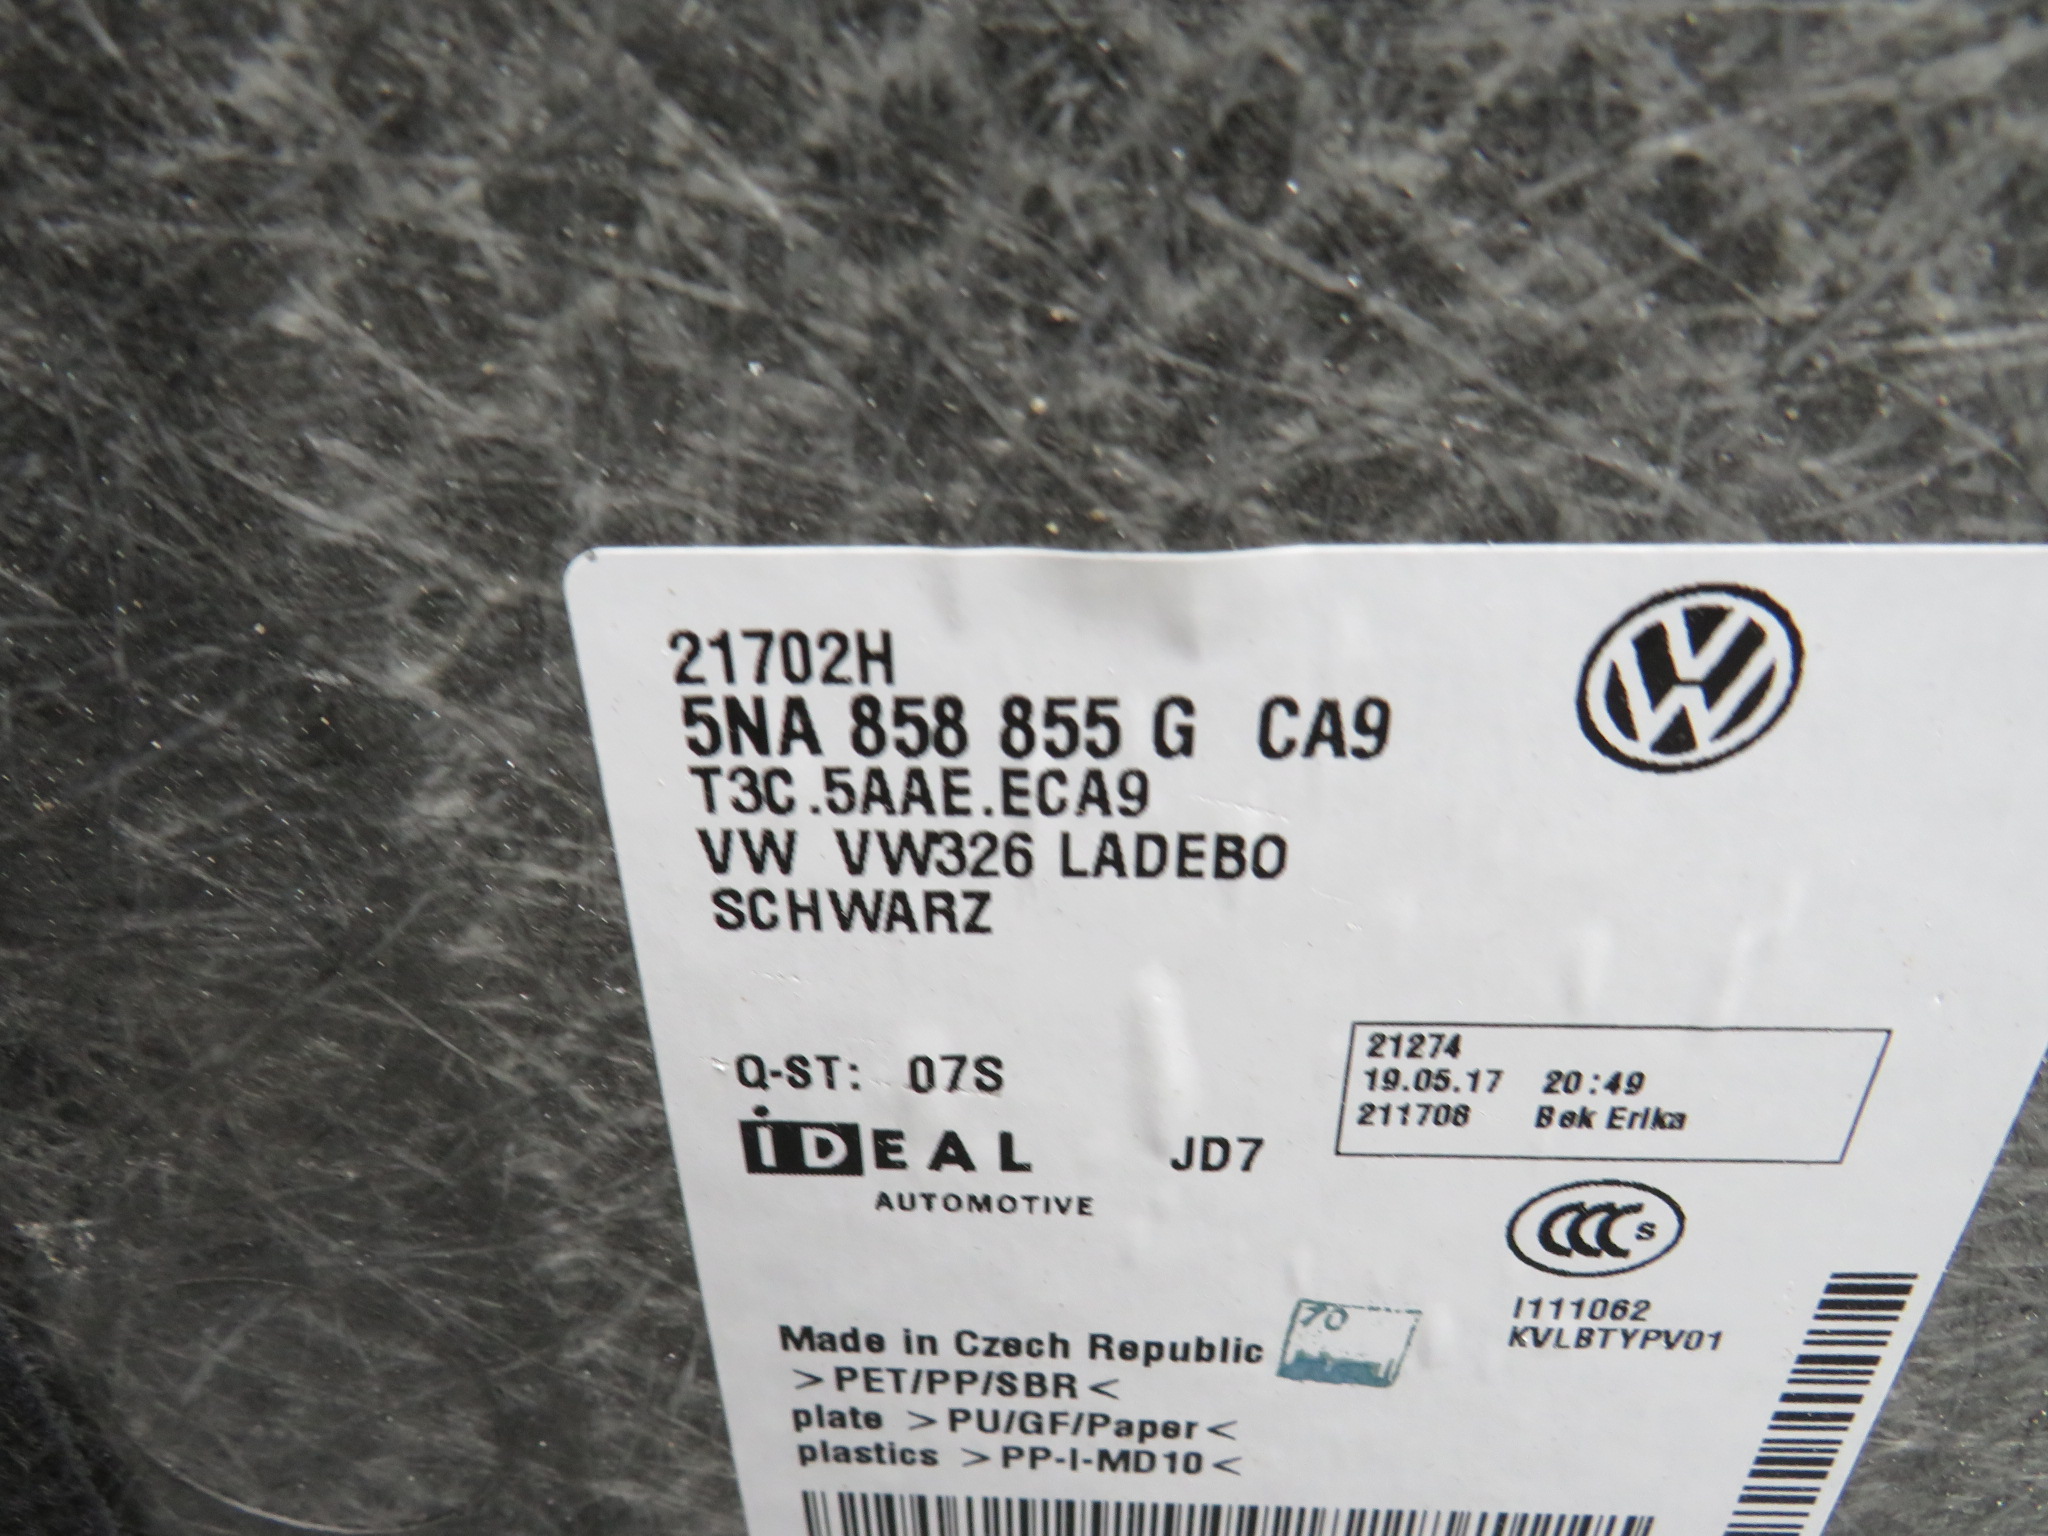 21702H
5NA 858 855 G CA9
T3C.5AAE.ECA9
VW VW326 LADEBO
SCHWARZ
Q-ST: 07S
iDEAL
AUTOMOTIVE
JD7
21274
19.05.17 20:49
211708 Bek Erika
CCC S
I111062
KVLBTYPV01
70
Made in Czech Republic
>PET/PP/SBR<
plate >PU/GF/Paper<
plastics >PP-I-MD10<